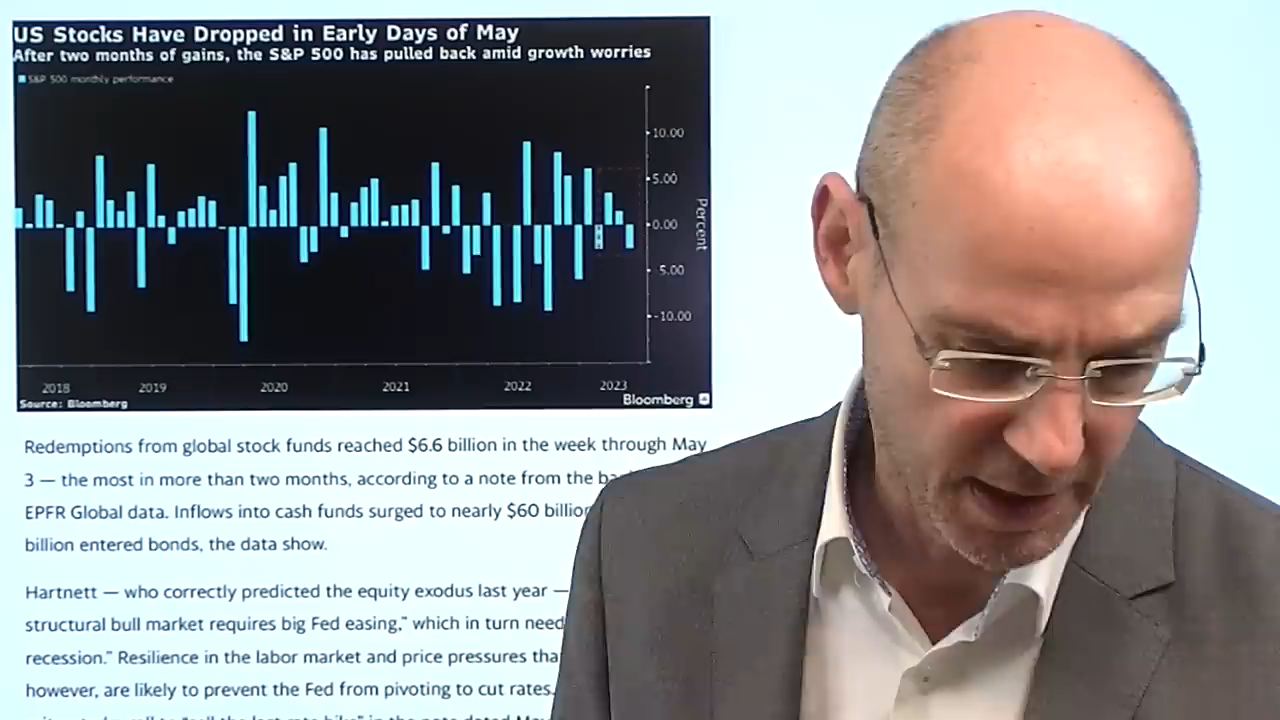 US Stocks Have Dropped in Early Days of May
After two months of gains, the S&P 500 has pulled back amid growth worries
S&P 500 monthly performance
10.00
5.00
0.00
5.00
-10.00
Percent
2018 2019 2020 2021 2022 2023
Source: Bloomberg
Bloomberg
Redemptions from global stock funds reached $6.6 billion in the week through May
3 — the most in more than two months, according to a note from the
EPFR Global data. Inflows into cash funds surged to nearly $60
billion entered bonds, the data show.
Hartnett — who correctly predicted the equity exodus last year —
structural bull market requires big Fed easing,” which in turn
recession.” Resilience in the labor market and price pressures
however, are likely to prevent the Fed from pivoting to cut rates.